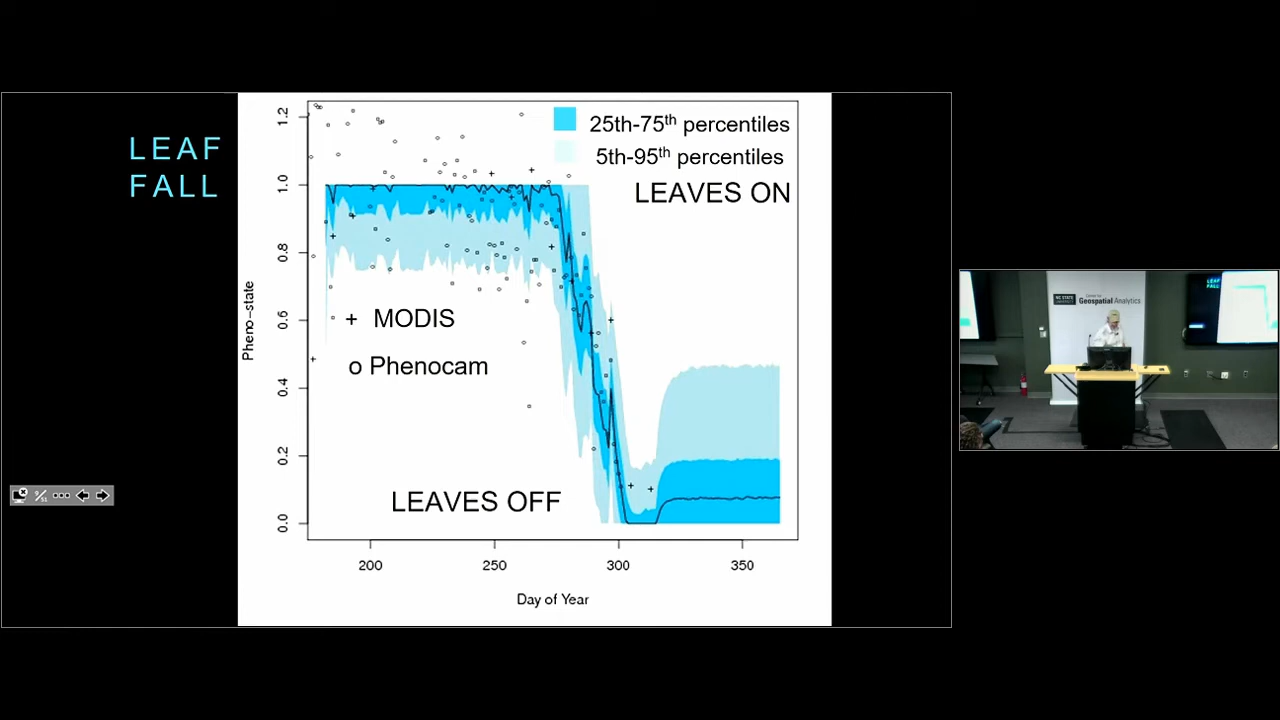 LEAF
FALL
25th-75th percentiles
5th-95th percentiles
LEAVES ON
+ MODIS
o Phenocam
LEAVES OFF
Pheno-state
0.0
0.2
0.4
0.6
0.8
1.0
1.2
200
250
300
350
Day of Year
NC STATE
Geospatial Analytics
LEAF
FALL